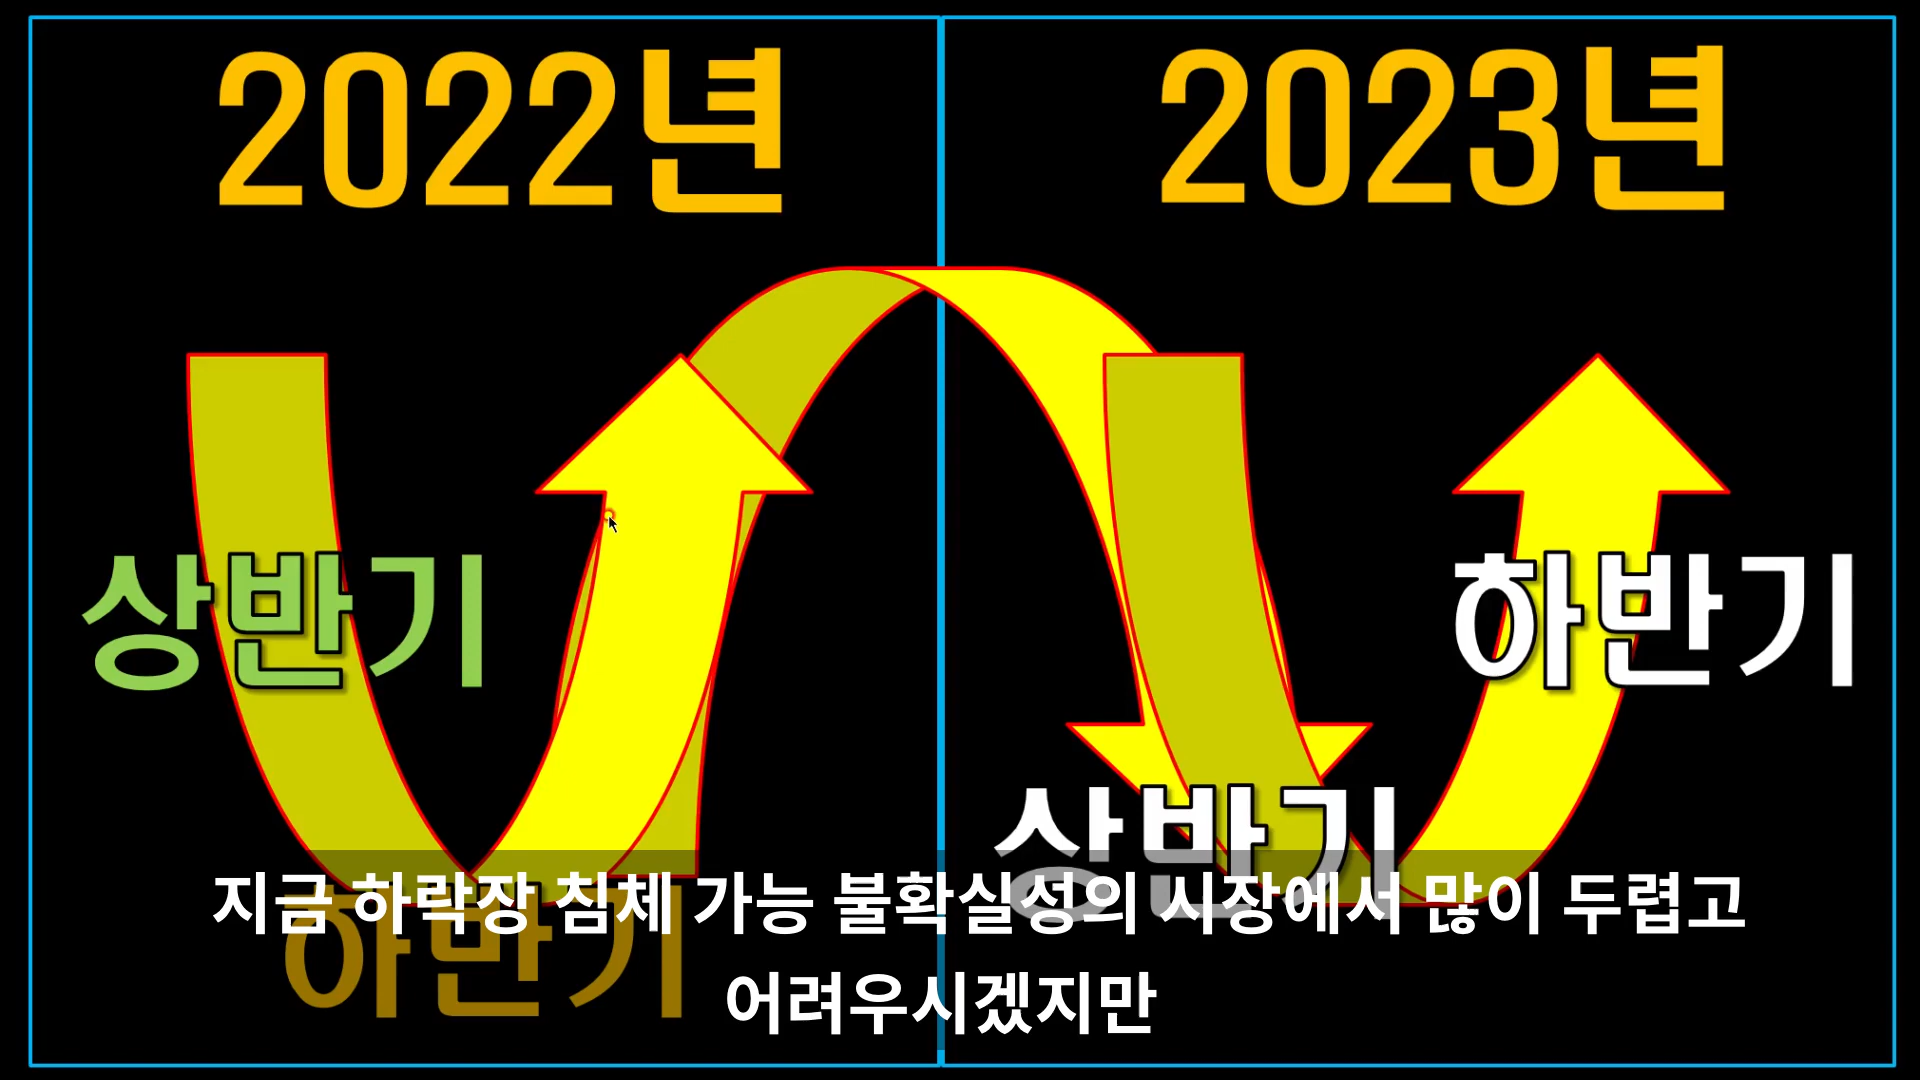 2022년
2023년
상반기
하반기
상반기
하반기
지금 하락장 침체 가능 불확실성의 시장에서 많이 두렵고
어려우시겠지만